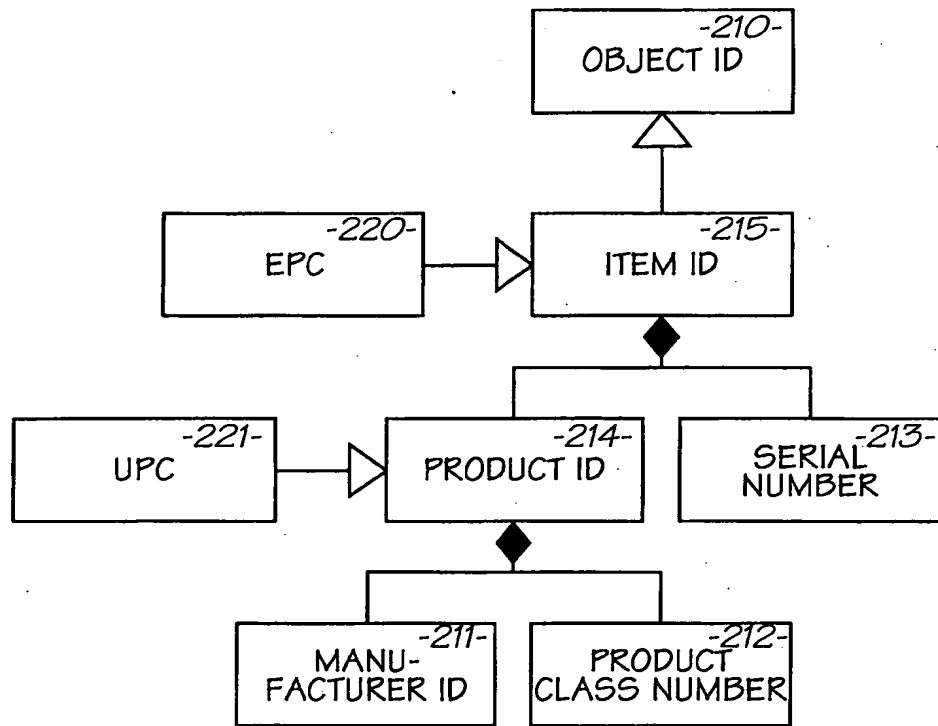 -210-
OBJECT ID
-220-
EPC
-215-
ITEM ID
-221-
UPC
-214-
PRODUCT ID
-213-
SERIAL
NUMBER
-211-
MANU-
FACTURER ID
-212-
PRODUCT
CLASS NUMBER